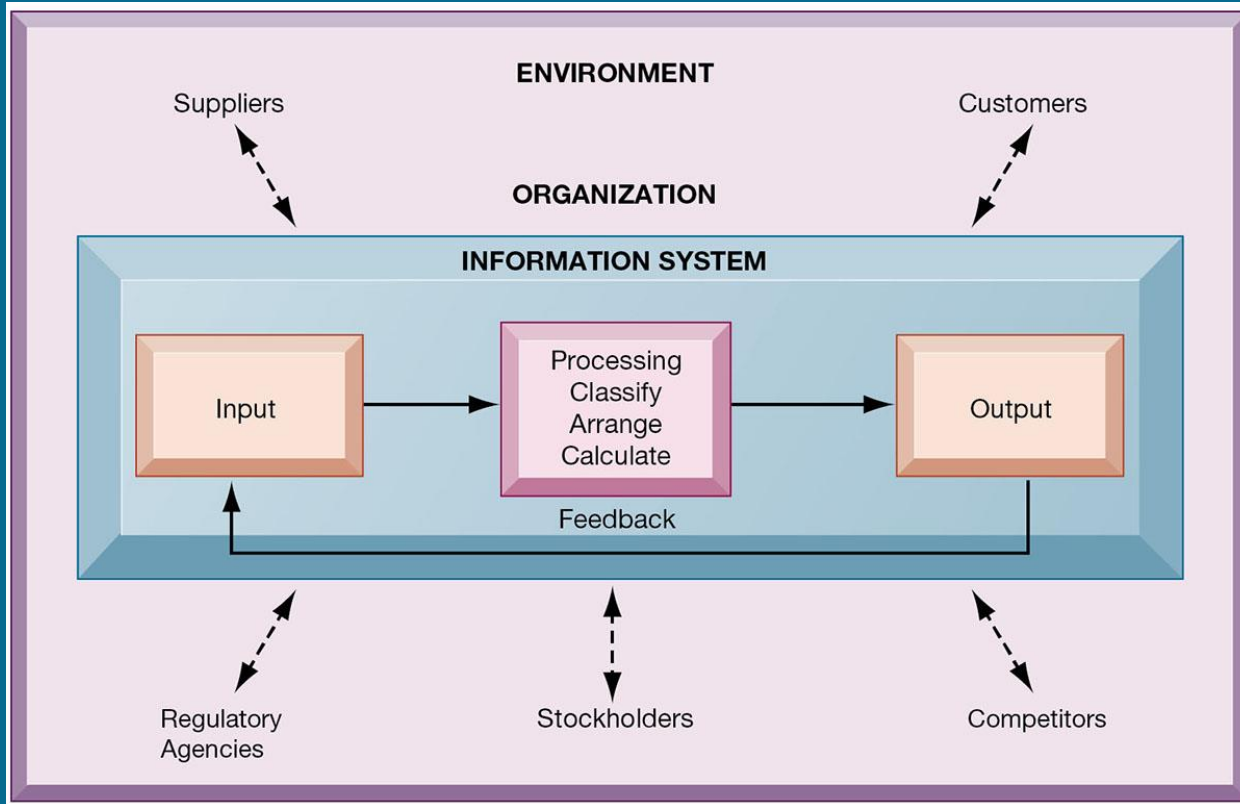 ENVIRONMENT
Suppliers
Customers
ORGANIZATION
INFORMATION SYSTEM
Input
Processing
Classify
Arrange
Calculate
Output
Feedback
Regulatory
Agencies
Stockholders
Competitors